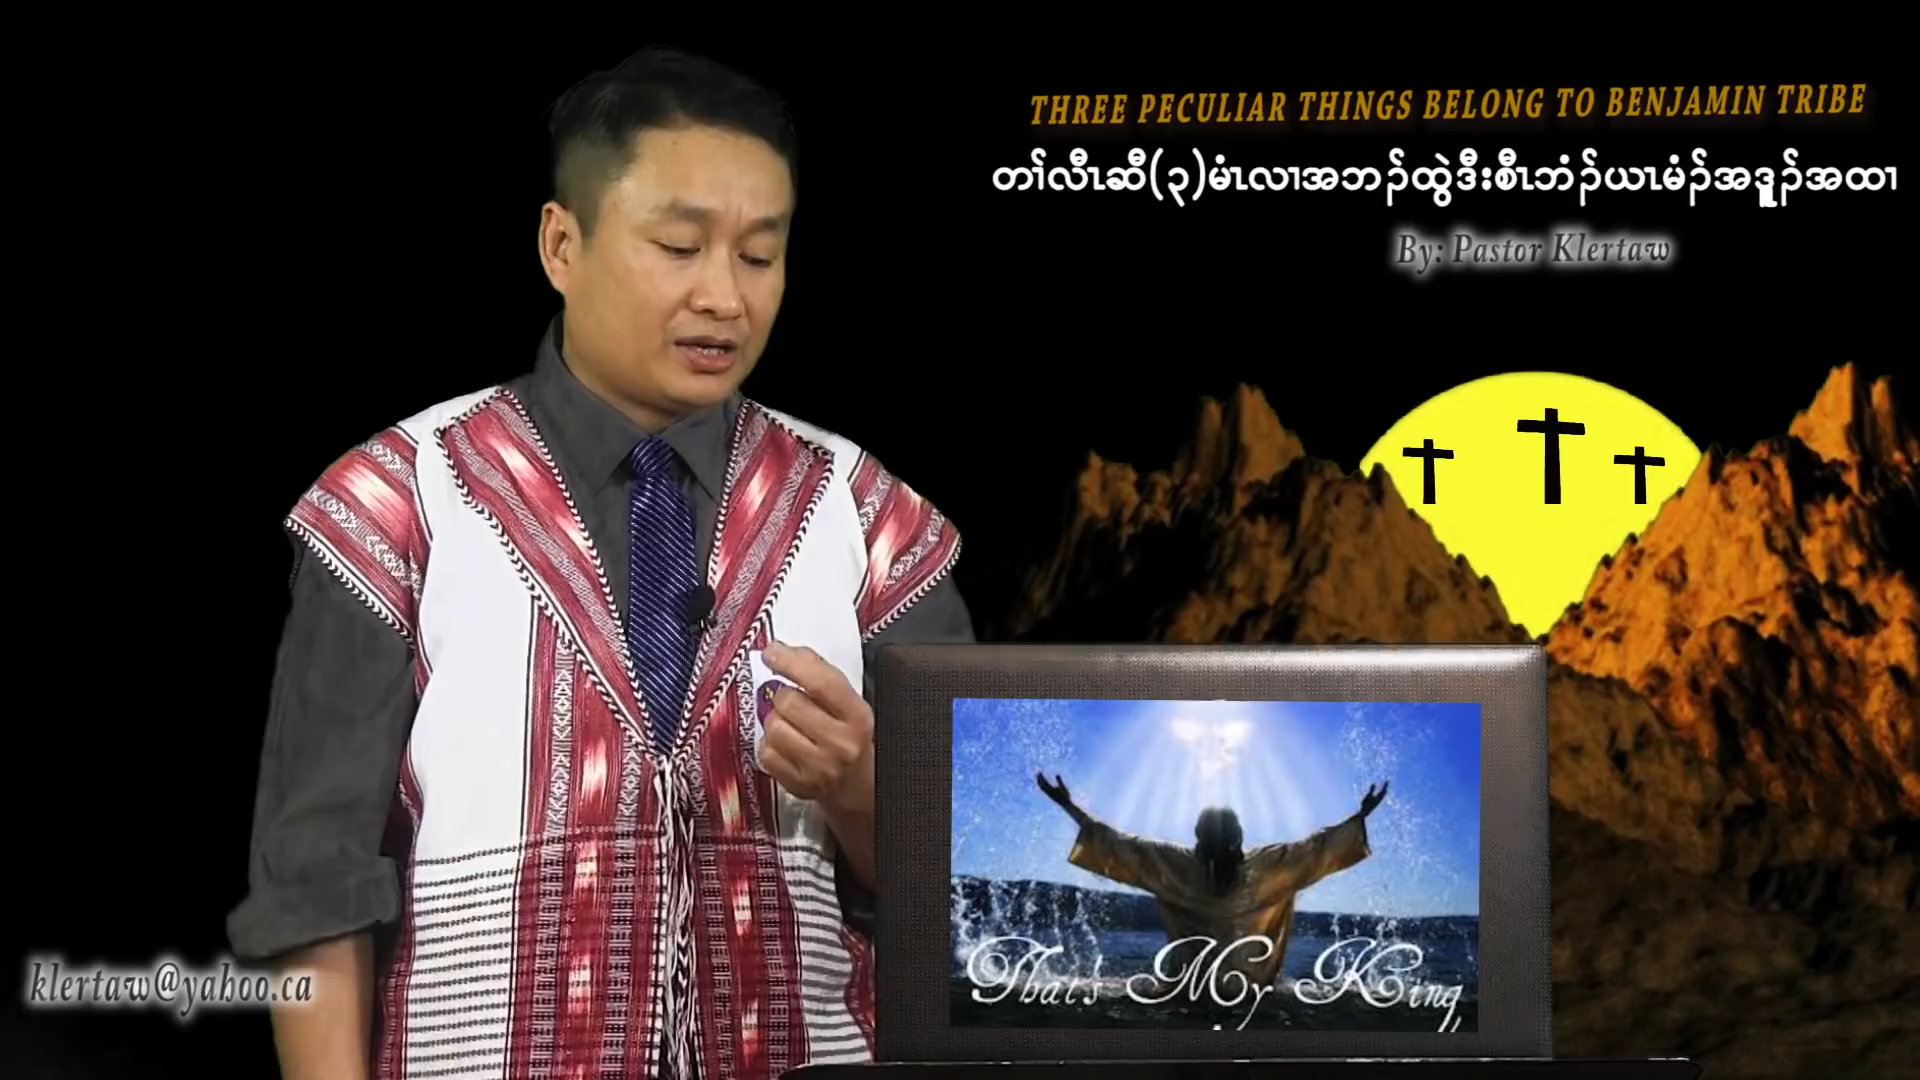 THREE PECULIAR THINGS BELONG TO BENJAMIN TRIBE
တၢ်လီၤဆီ(၃)မံၤလၢအဘၣ်ထွဲဒီးစီၤဘံၣ်ယၤမံၣ်အဒူၣ်အထၢ
By: Pastor Klertaw
That's My King
klertaw@yahoo.ca